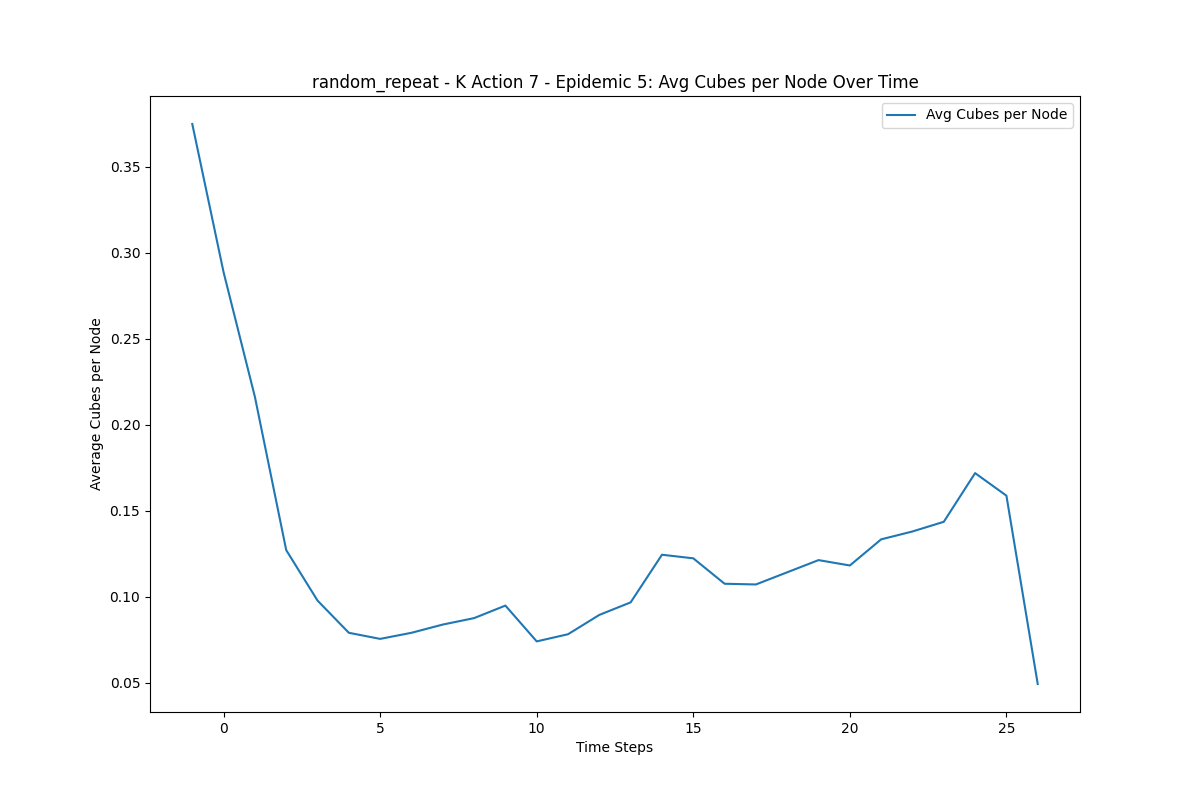 random_repeat - K Action 7 - Epidemic 5: Avg Cubes per Node Over Time
Avg Cubes per Node
Average Cubes per Node
0.35
0.30
0.25
0.20
0.15
0.10
0.05
0 5 10 15 20 25
Time Steps